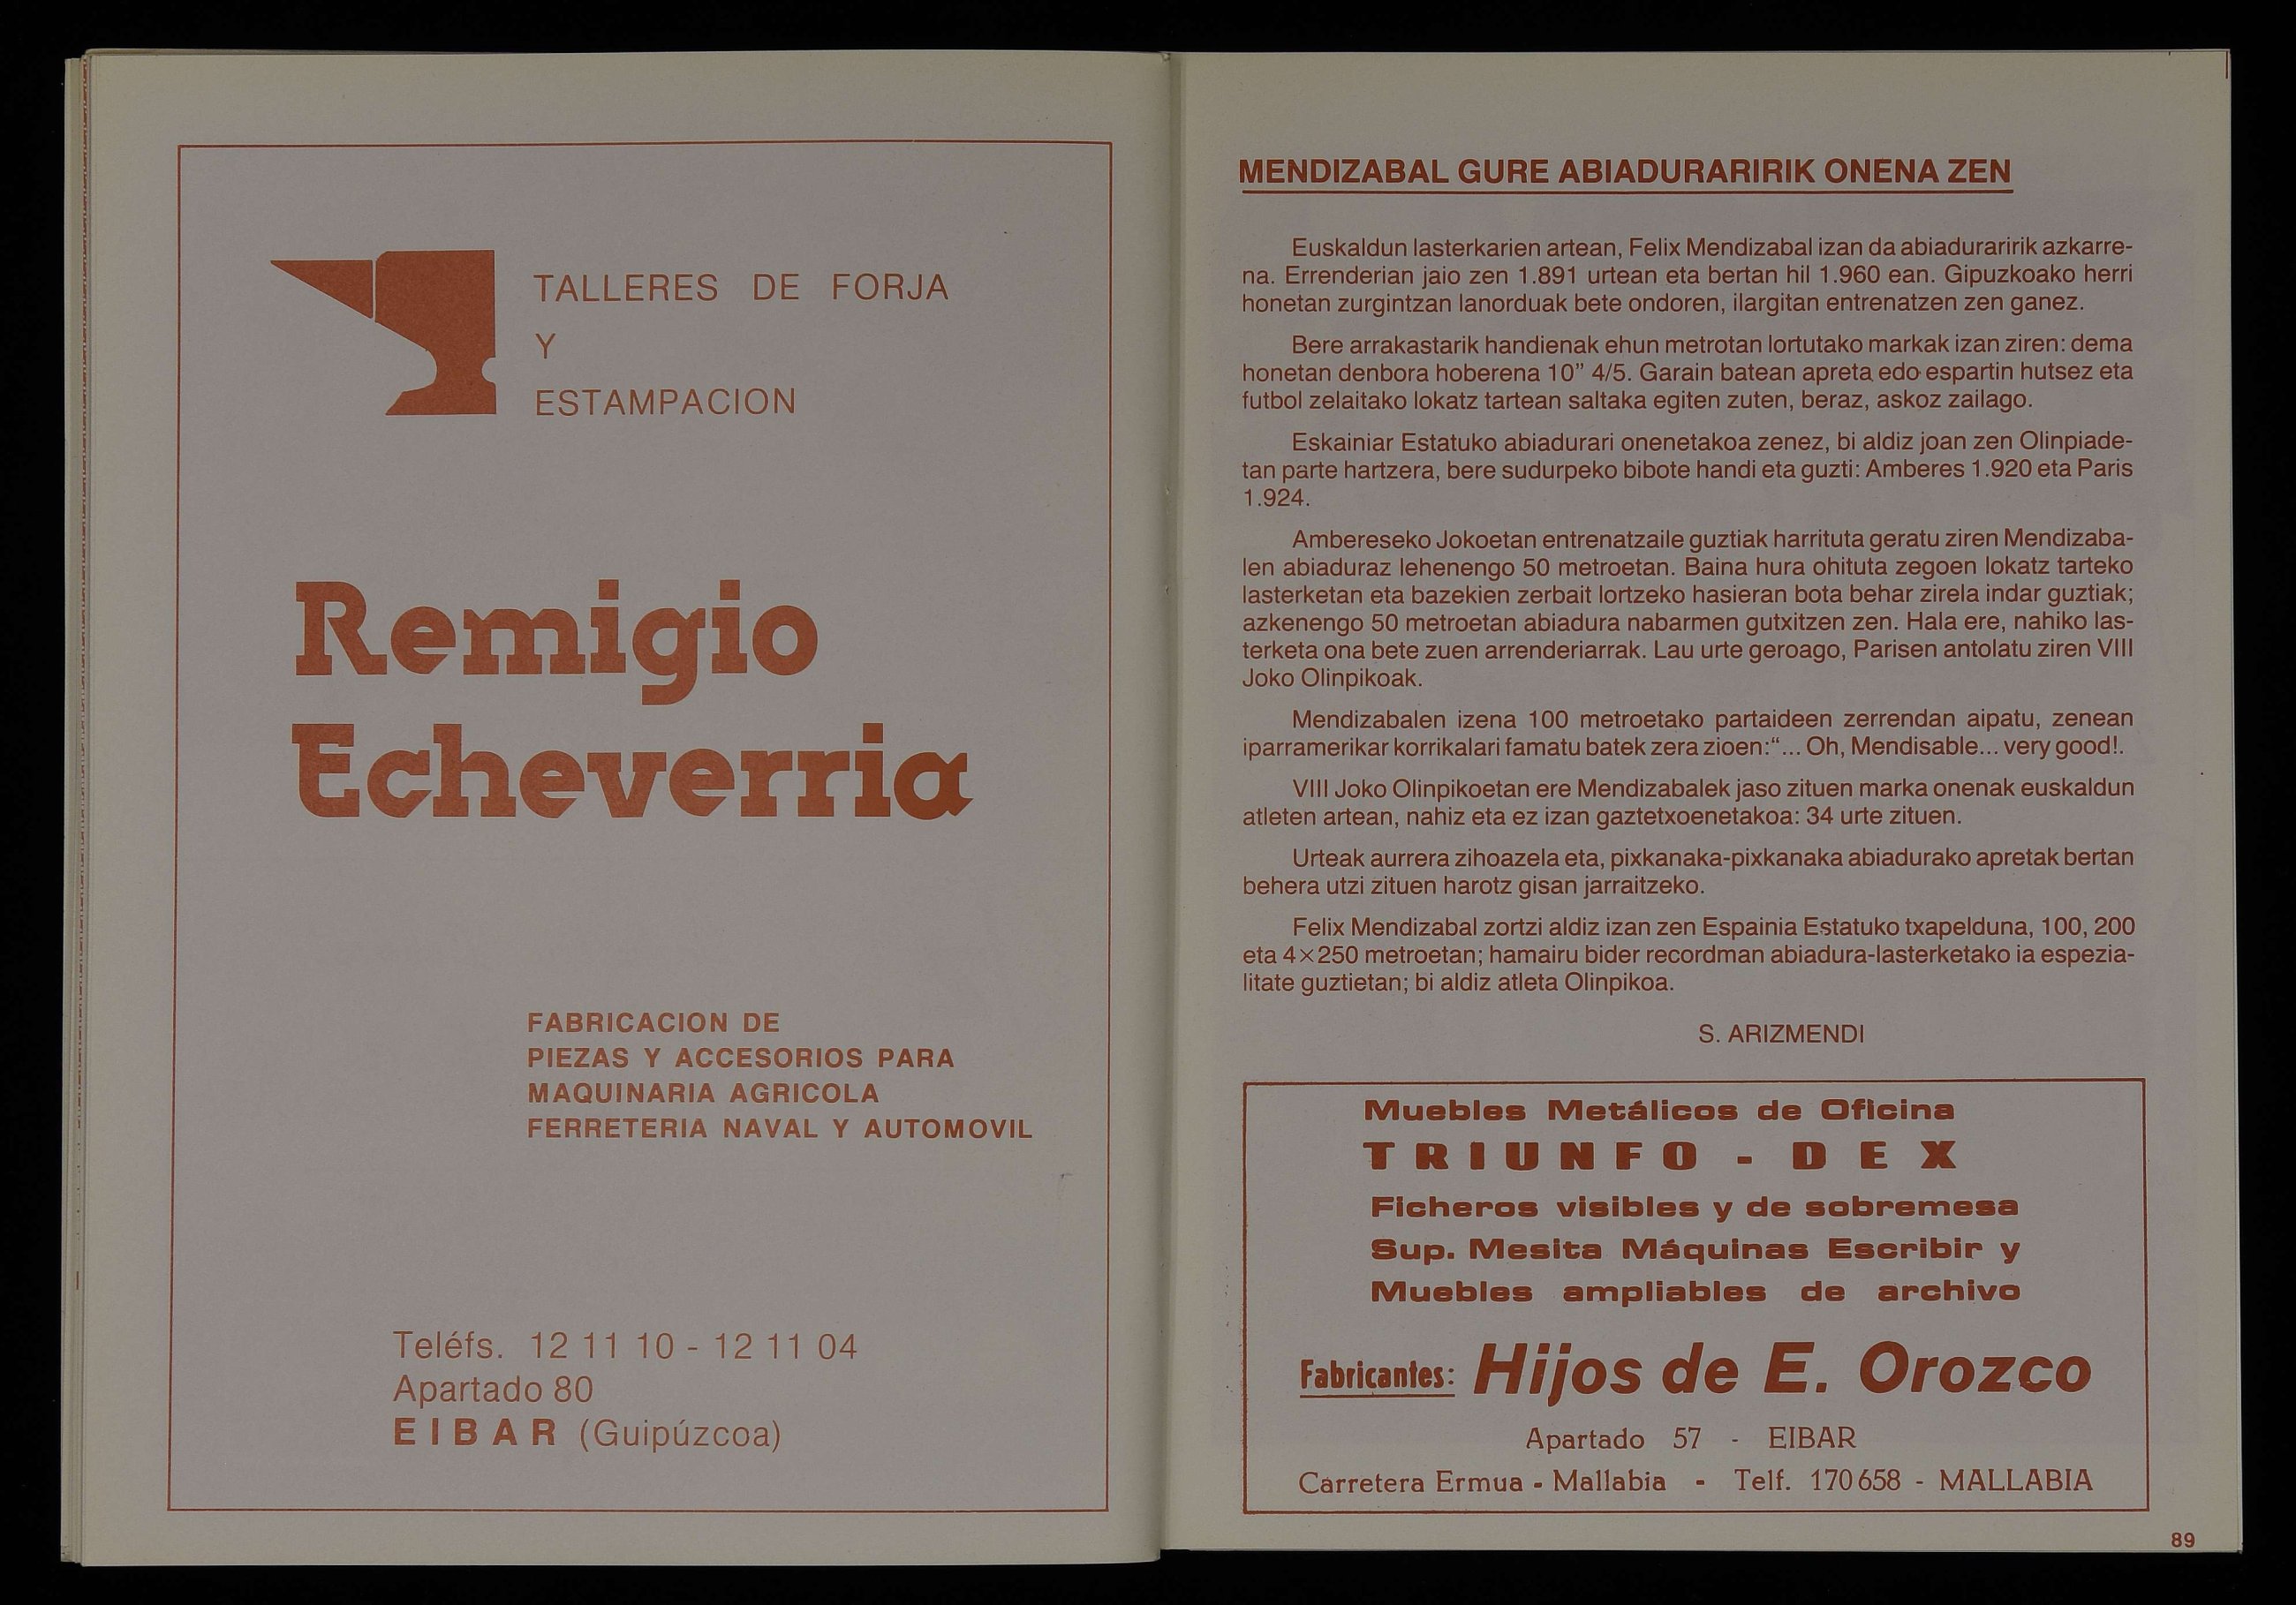 TALLERES DE FORJA
Y
ESTAMPACION
Remigio
Echeverria
FABRICACION DE
PIEZAS Y ACCESORIOS PARA
MAQUINARIA AGRICOLA
FERRETERIA NAVAL Y AUTOMOVIL
Teléfs. 12 11 10 - 12 11 04
Apartado 80
EIBAR (Guipúzcoa)
MENDIZABAL GURE ABIADURARIRIK ONENA ZEN
Euskaldun lasterkarien artean, Felix Mendizabal izan da abiaduraririk azkarre-
na. Errenderian jaio zen 1.891 urtean eta bertan hil 1.960 ean. Gipuzkoako herri
honetan zurgintzan lanorduak bete ondoren, ilargitan entrenatzen zen ganez.
Bere arrakastarik handienak ehun metrotan lortutako markak izan ziren: dema
honetan denbora hoberena 10” 4/5. Garain batean apreta edo espartin hutsez eta
futbol zelaitako lokatz tartean saltaka egiten zuten, beraz, askoz zailago.
Eskainiar Estatuko abiadurari onenetakoa zenez, bi aldiz joan zen Olinpiade-
tan parte hartzera, bere sudurpeko bibote handi eta guzti: Amberes 1.920 eta Paris
1.924.
Ambereseko Jokoetan entrenatzaile guztiak harrituta geratu ziren Mendizaba-
len abiaduraz lehenengo 50 metroetan. Baina hura ohituta zegoen lokatz tarteko
lasterketan eta bazekien zerbait lortzeko hasieran bota behar zirela indar guztiak;
azkenengo 50 metroetan abiadura nabarmen gutxitzen zen. Hala ere, nahiko las-
terketa ona bete zuen arrenderiarrak. Lau urte geroago, Parisen antolatu ziren VIII
Joko Olinpikoak.
Mendizabalen izena 100 metroetako partaideen zerrendan aipatu, zenean
iparramerikar korrikalari famatu batek zera zioen:“... Oh, Mendisable... very good!.
VIII Joko Olinpikoetan ere Mendizabalek jaso zituen marka onenak euskaldun
atleten artean, nahiz eta ez izan gaztetxoenetakoa: 34 urte zituen.
Urteak aurrera zihoazela eta, pixkanaka-pixkanaka abiadurako apretak bertan
behera utzi zituen harotz gisan jarraitzeko.
Felix Mendizabal zortzi aldiz izan zen Espainia Estatuko txapelduna, 100, 200
eta 4×250 metroetan; hamairu bider recordman abiadura-lasterketako ia espezia-
litate guztietan; bi aldiz atleta Olinpikoa.
S. ARIZMENDI
Muebles Metálicos de Oficina
TRIUNFO - DEX
Ficheros visibles y de sobremesa
Sup. Mesita Máquinas Escribir y
Muebles ampliables de archivo
Fabricantes: Hijos de E. Orozco
Apartado 57 - EIBAR
Carretera Ermua - Mallabia - Telf. 170658 - MALLABIA
89